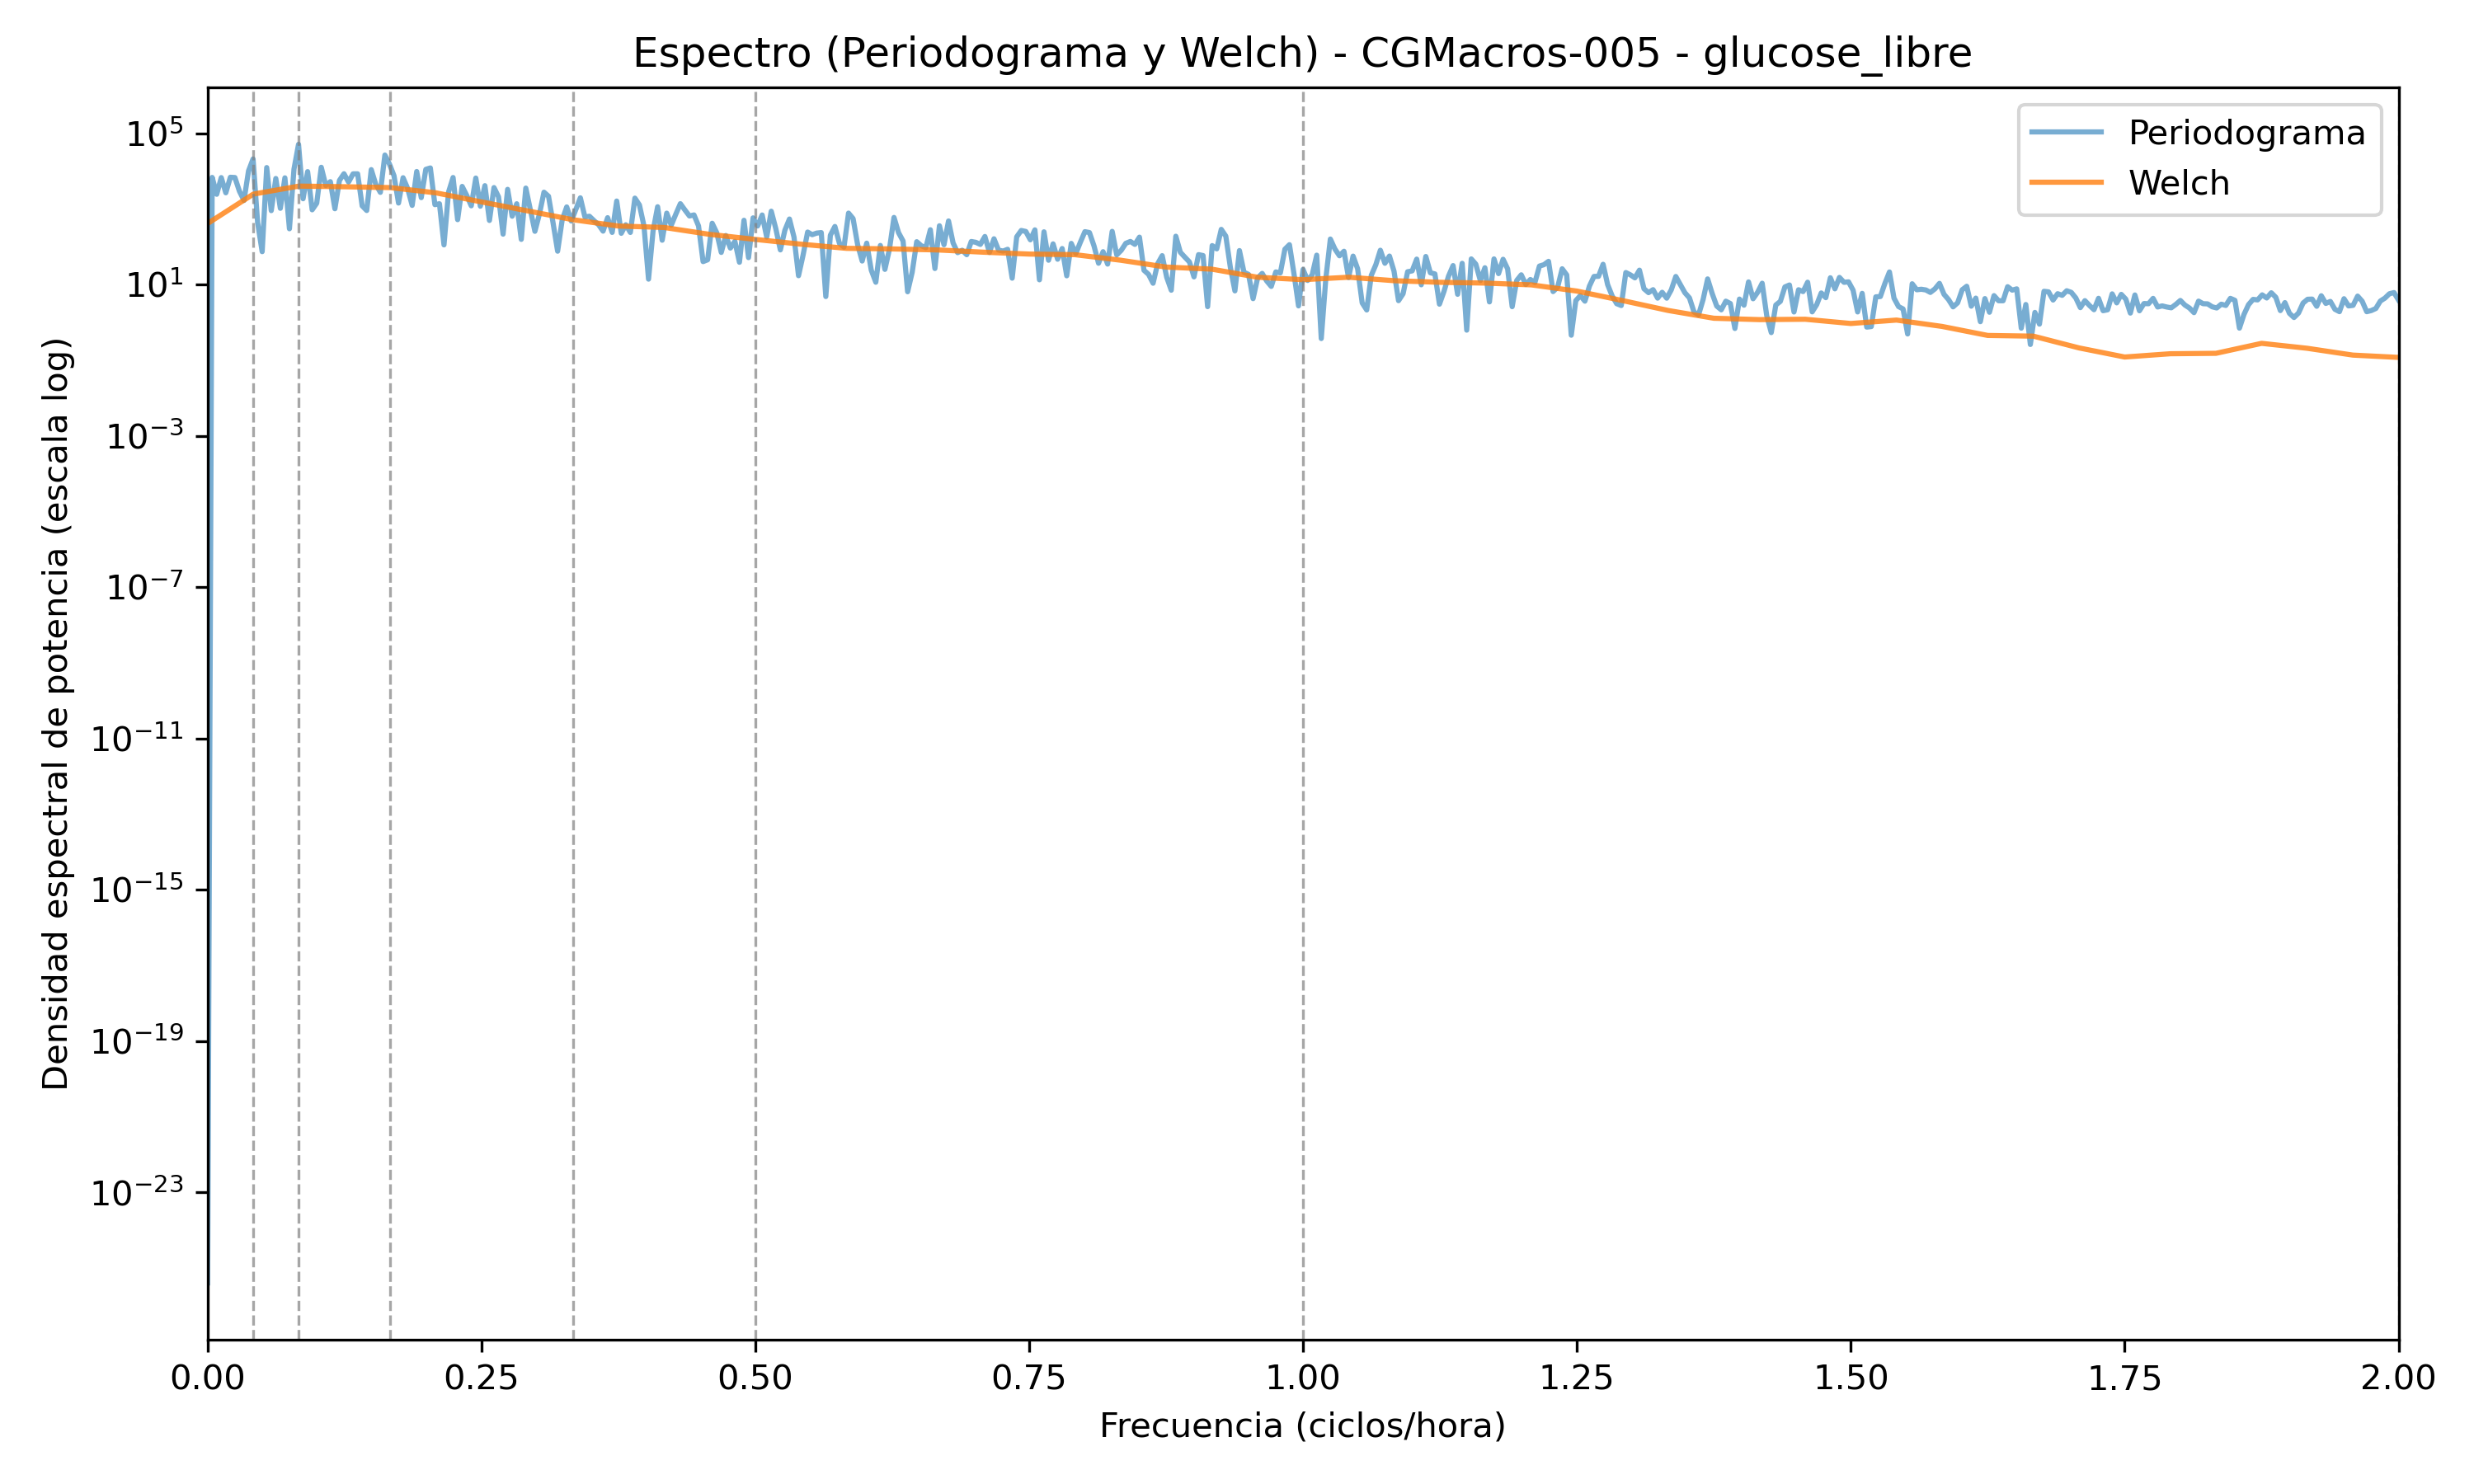 Espectro (Periodograma y Welch) - CGMacros-005 - glucose_libre
Periodograma
Welch
Densidad espectral de potencia (escala log)
10^5
10^1
10^−3
10^−7
10^−11
10^−15
10^−19
10^−23
0.00 0.25 0.50 0.75 1.00 1.25 1.50 1.75 2.00
Frecuencia (ciclos/hora)